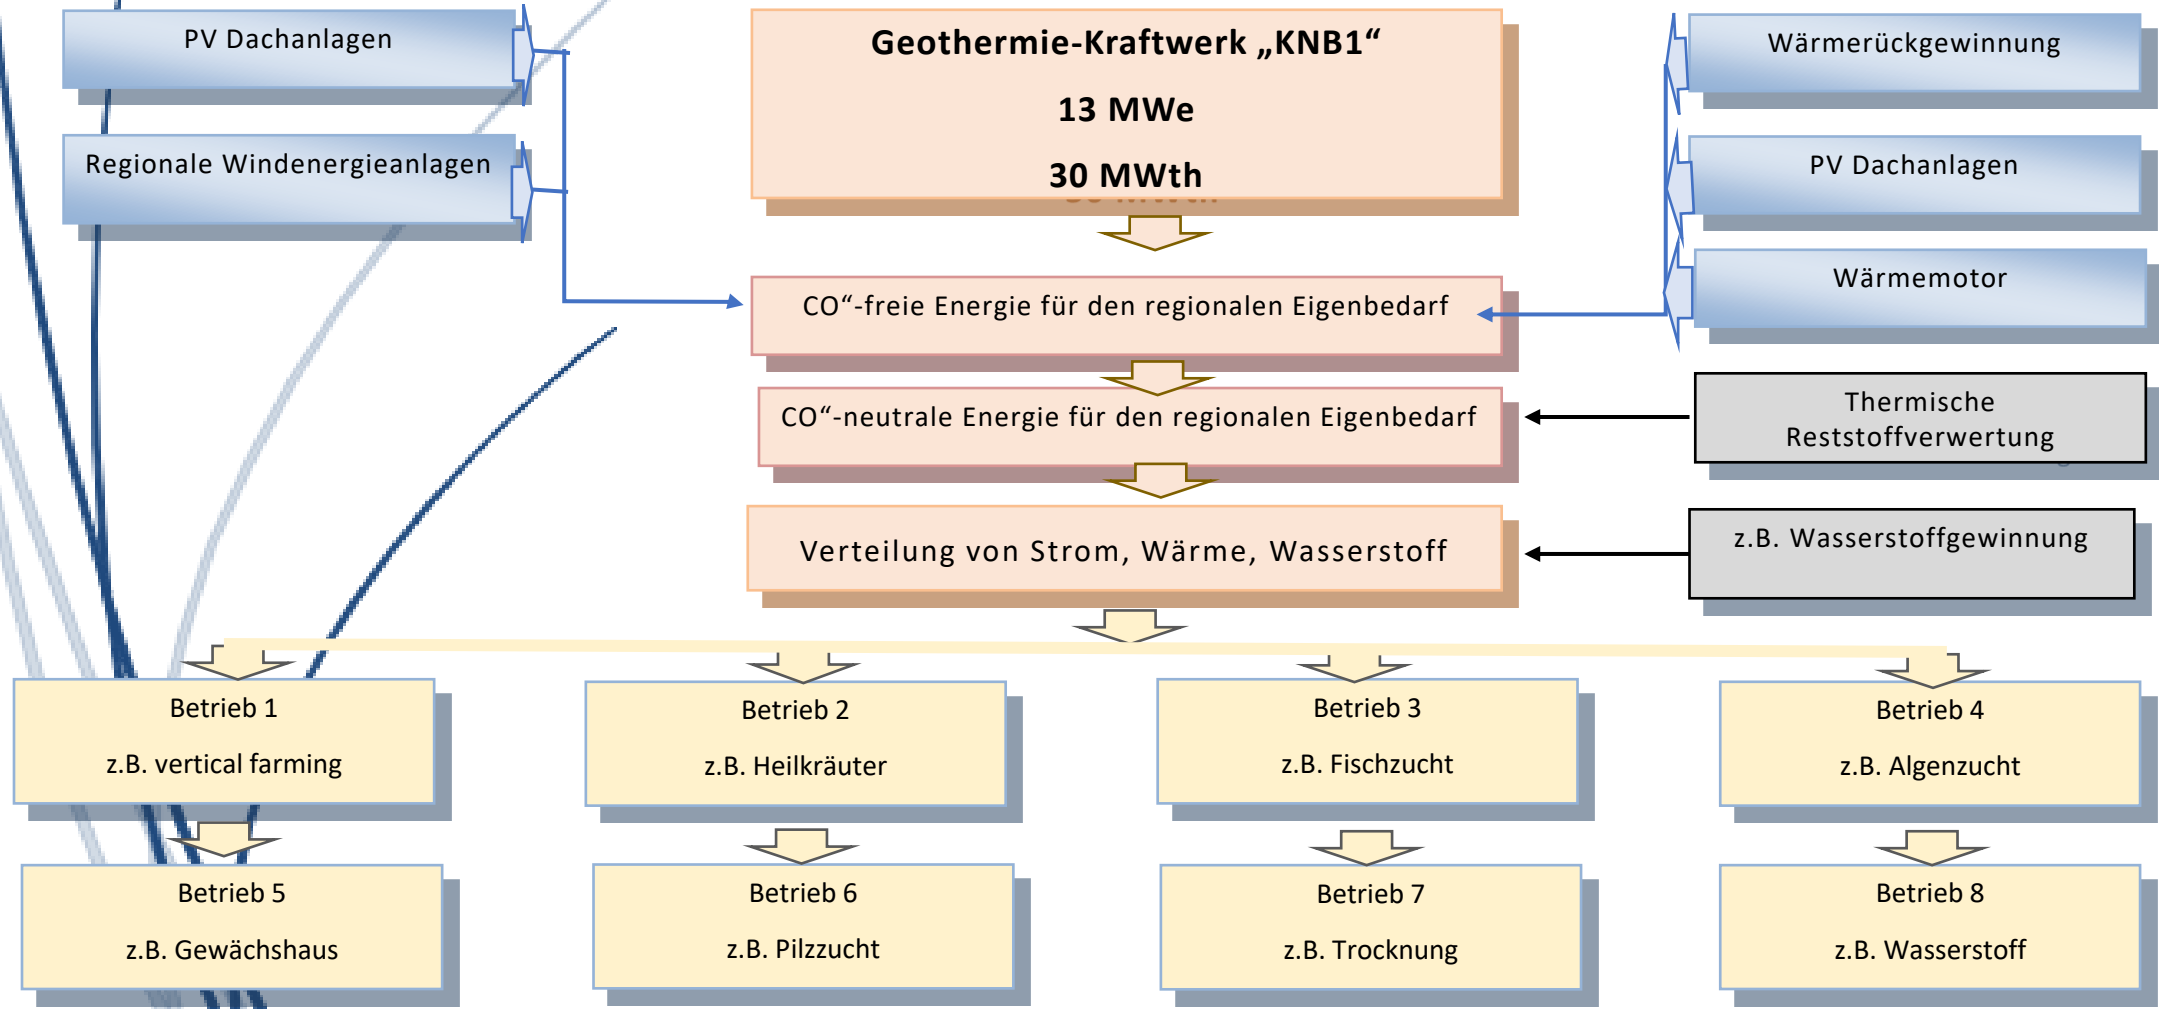 PV Dachanlagen
Regionale Windenergieanlagen
Geothermie-Kraftwerk „KNB1“
13 MWe
30 MWth
Wärmerückgewinnung
PV Dachanlagen
Wärmemotor
CO“-freie Energie für den regionalen Eigenbedarf
CO“-neutrale Energie für den regionalen Eigenbedarf
Thermische
Reststoffverwertung
Verteilung von Strom, Wärme, Wasserstoff
z.B. Wasserstoffgewinnung
Betrieb 1
z.B. vertical farming
Betrieb 2
z.B. Heilkräuter
Betrieb 3
z.B. Fischzucht
Betrieb 4
z.B. Algenzucht
Betrieb 5
z.B. Gewächshaus
Betrieb 6
z.B. Pilzzucht
Betrieb 7
z.B. Trocknung
Betrieb 8
z.B. Wasserstoff